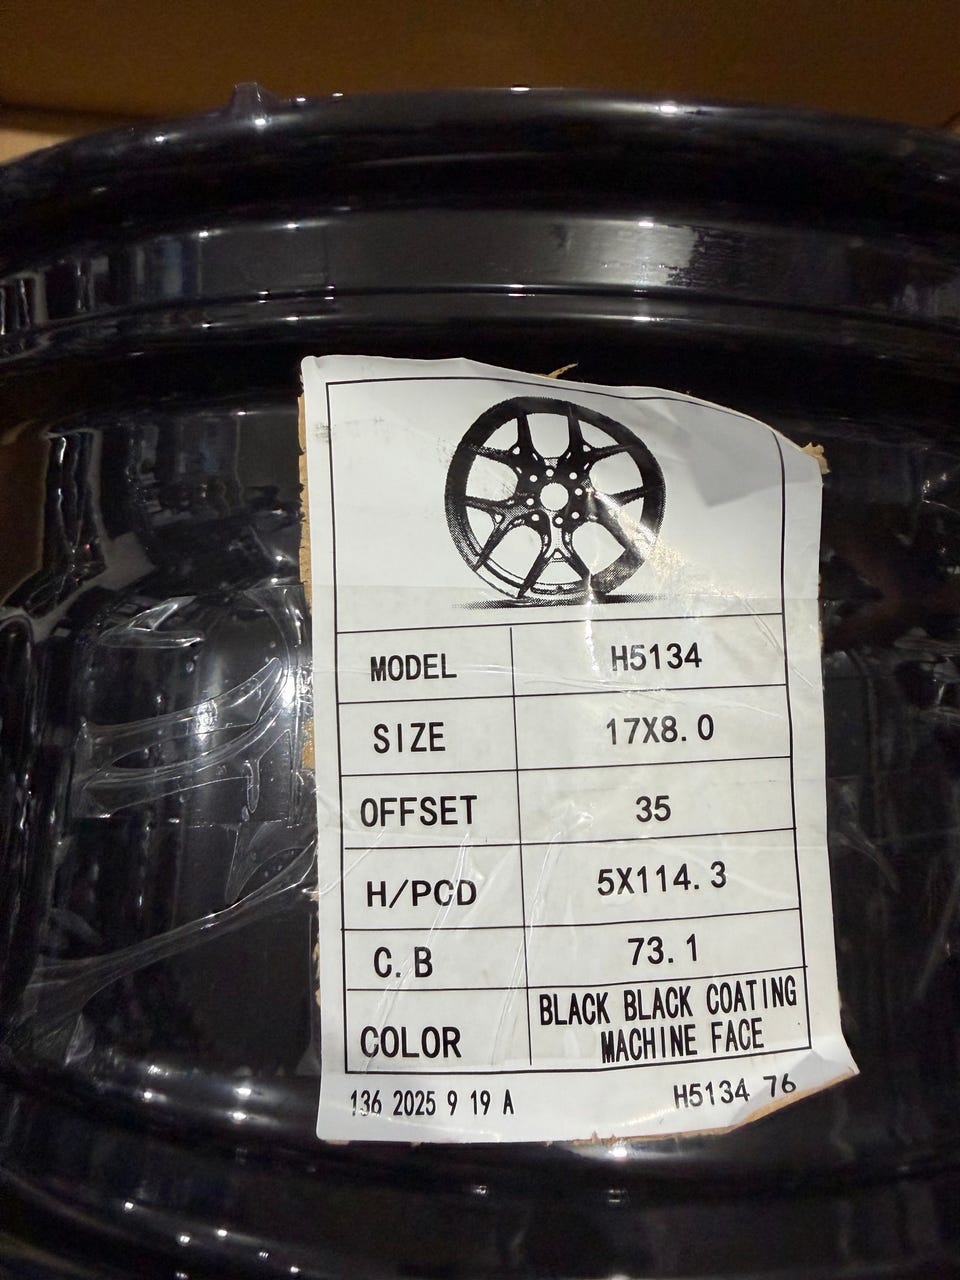 MODEL H5134
SIZE 17X8.0
OFFSET 35
H/PCD 5X114.3
C.B 73.1
COLOR BLACK BLACK COATING
MACHINE FACE
136 2025 9 19 A H5134 76